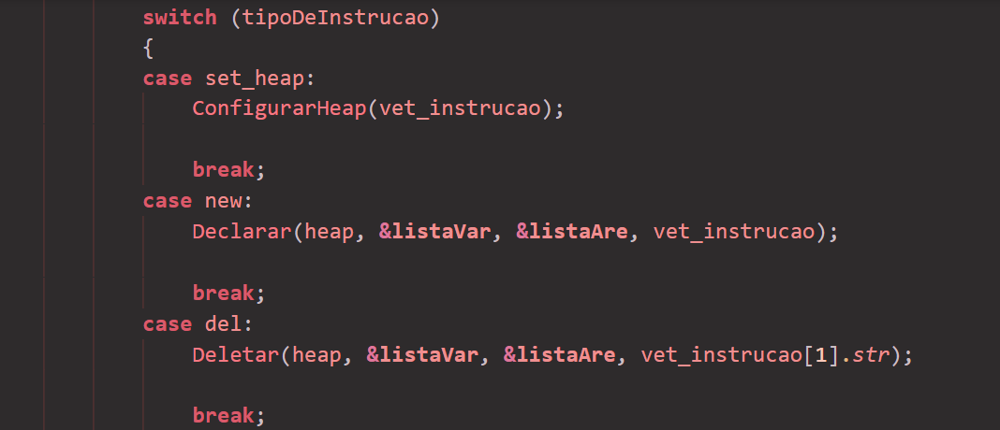 switch (tipoDeInstrucao)
{
case set_heap:
ConfigurarHeap(vet_instrucao);
break;
case new:
Declarar(heap, &listaVar, &listaAre, vet_instrucao);
break;
case del:
Deletar(heap, &listaVar, &listaAre, vet_instrucao[1].str);
break;